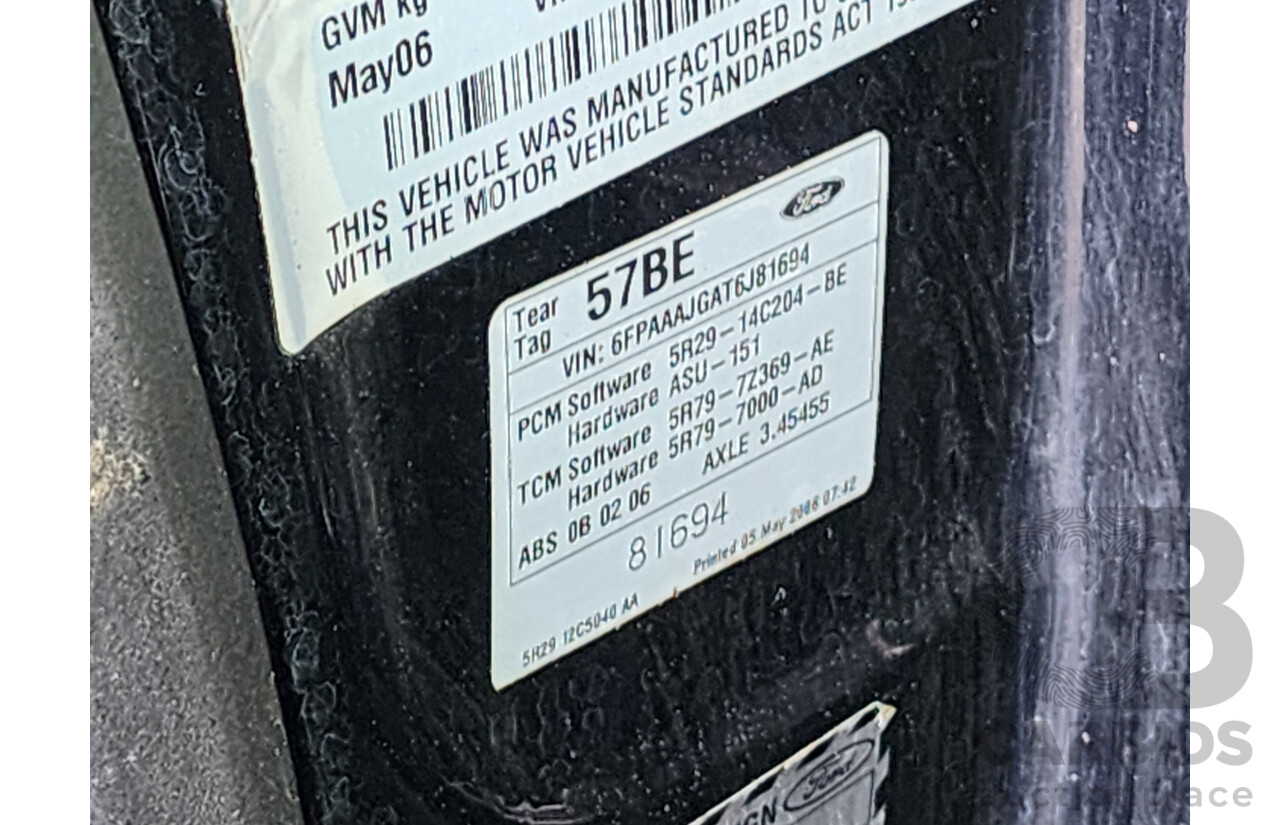 GVM kg
May06
THIS VEHICLE WAS MANUFACTURED TO
WITH THE MOTOR VEHICLE STANDARDS ACT
Ford
Tear Tag 57BE
VIN: 6FPAAAJGAT6J81694
PCM Software 5R29-14C204-BE
Hardware ASU-151
TCM Software 5R79-7Z369-AE
Hardware 5R79-7000-AD
ABS 0B 02 06 AXLE 3.45455
81694
Printed 05 May 2006 07:42
5R29 12C5040 AA
Ford